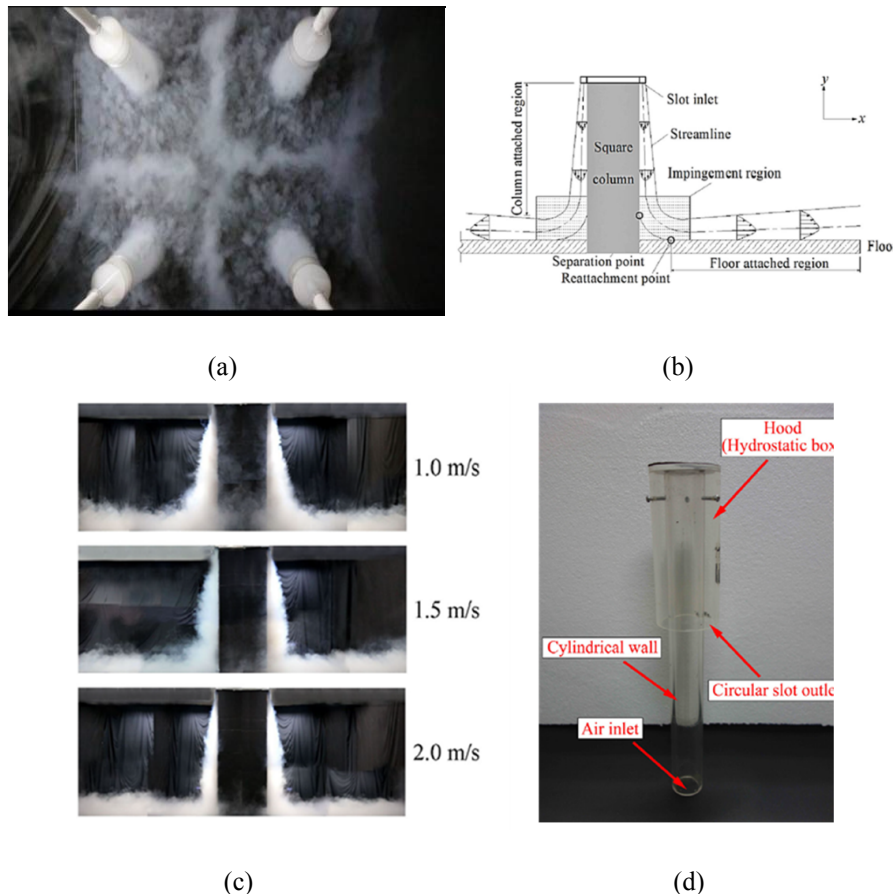 Slot inlet
Streamline
Square
column
Impingement region
Column attached region
y
x
Floo
Separation point
Reattachment point
Floor attached region
(a)
(b)
1.0 m/s
1.5 m/s
2.0 m/s
Hood
(Hydrostatic box
Cylindrical wall
Circular slot outle
Air inlet
(c)
(d)